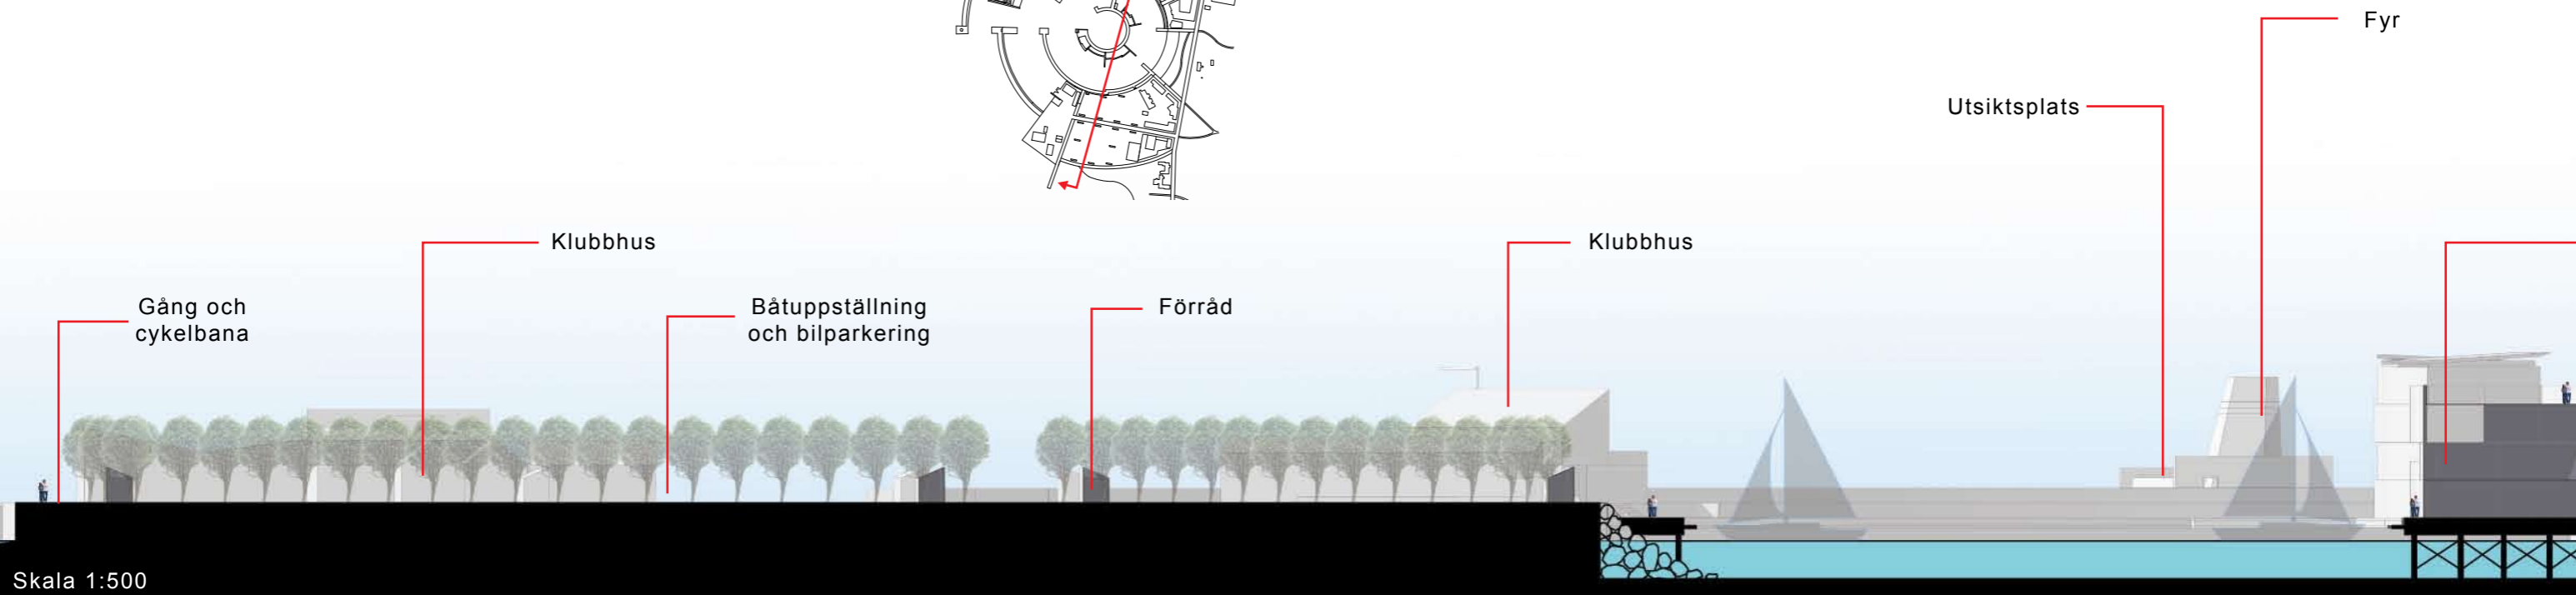 Fyr
Utsiktsplats
Klubbhus
Klubbhus
Gång och
cykelbana
Båtuppställning
och bilparkering
Förråd
Skala 1:500